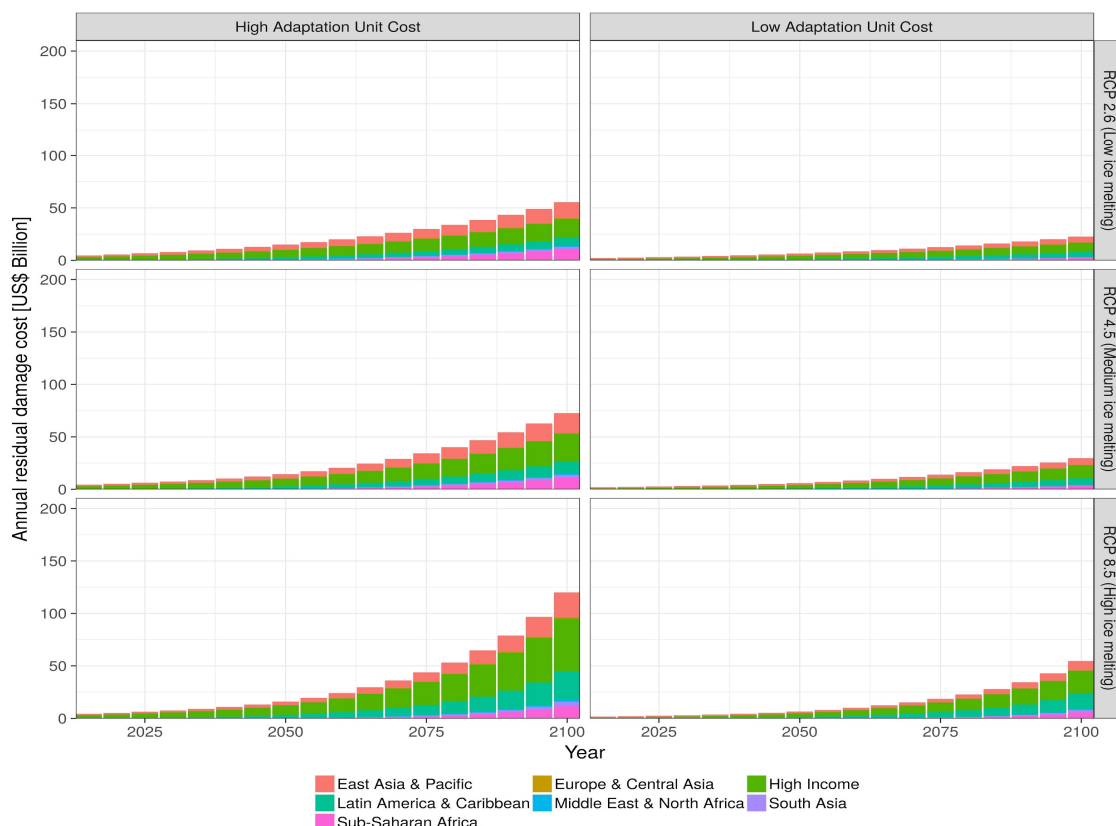 High Adaptation Unit Cost
Low Adaptation Unit Cost
Annual residual damage cost [US$ Billion]
200
150
100
50
0
RCP 2.6 (Low ice melting)
200
150
100
50
0
RCP 4.5 (Medium ice melting)
200
150
100
50
0
RCP 8.5 (High ice melting)
2025
2050
2075
2100
2025
2050
2075
2100
Year
East Asia & Pacific
Europe & Central Asia
High Income
Latin America & Caribbean
Middle East & North Africa
South Asia
Sub-Saharan Africa